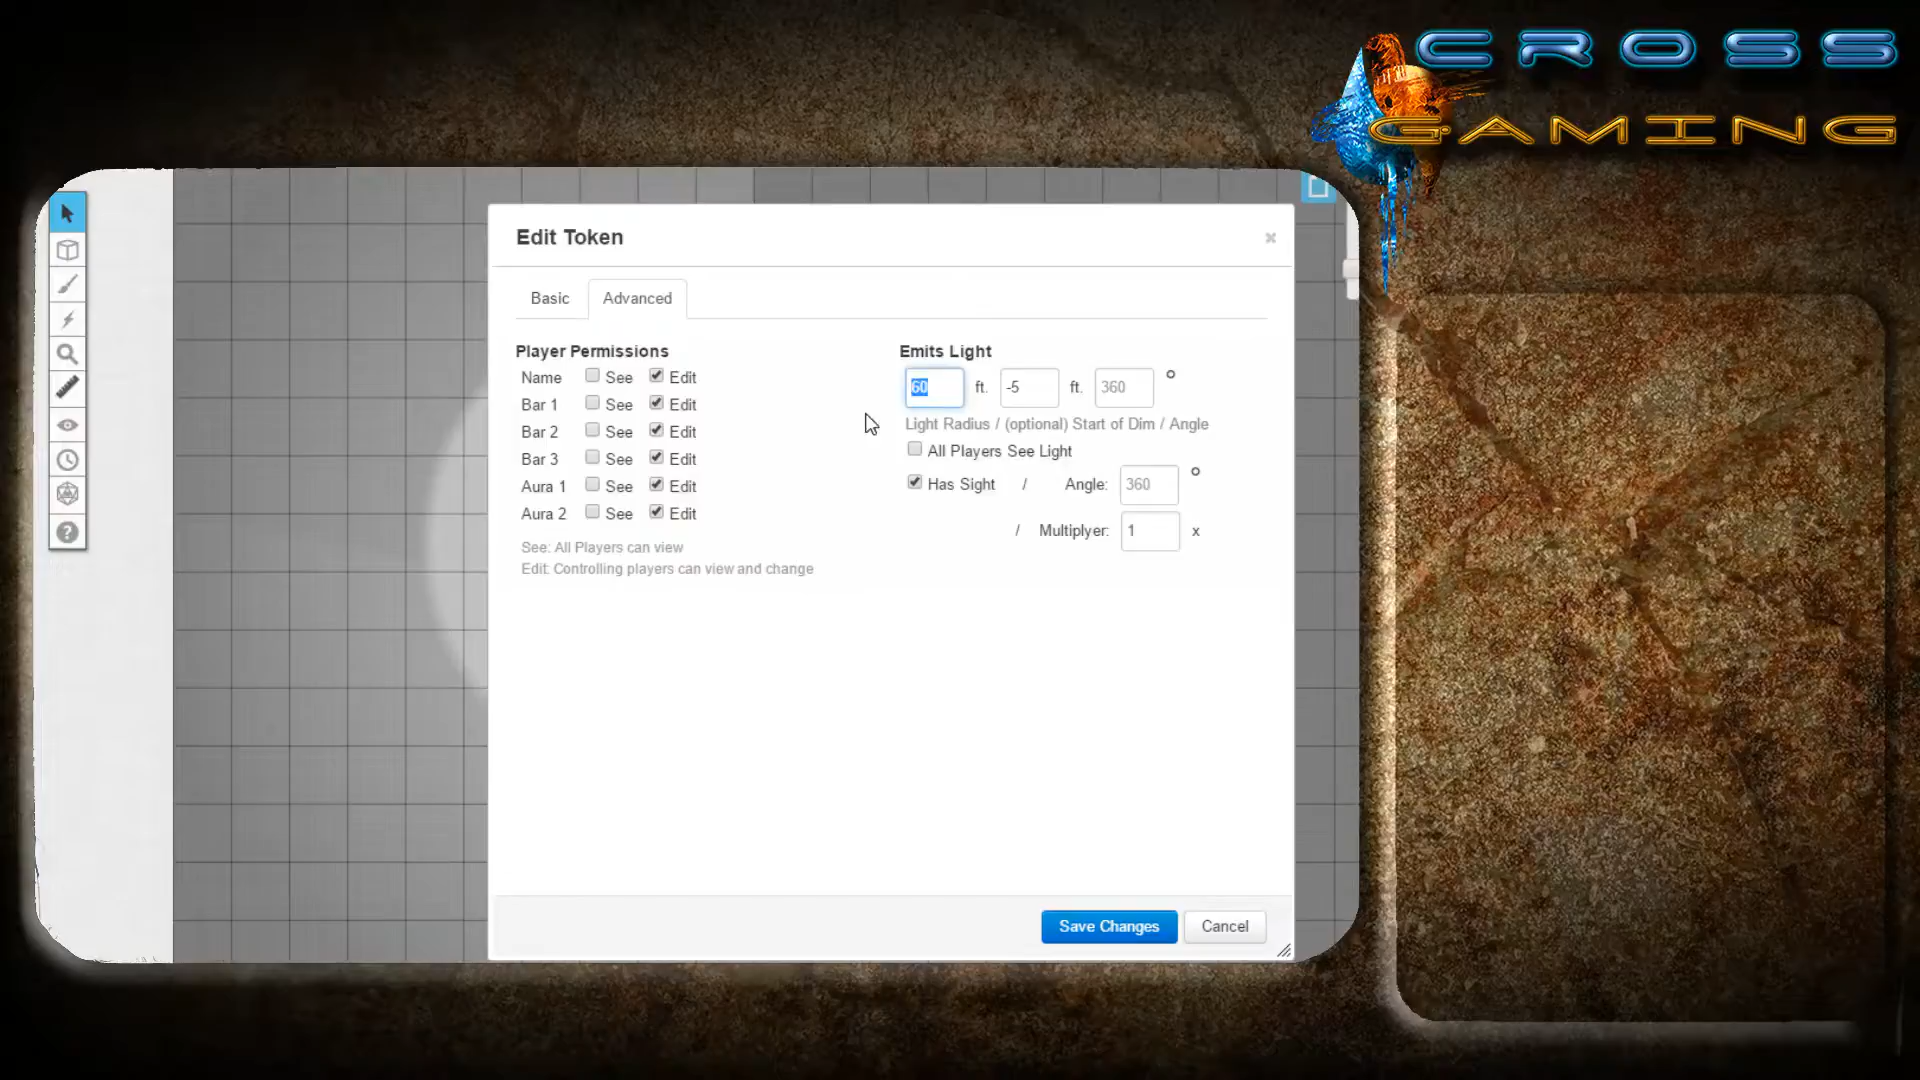 CROSS
GAMING
Edit Token
×
Basic
Advanced
Player Permissions
Name See Edit
Bar 1 See Edit
Bar 2 See Edit
Bar 3 See Edit
Aura 1 See Edit
Aura 2 See Edit
See: All Players can view
Edit: Controlling players can view and change
Emits Light
60 ft. -5 ft. 360 °
Light Radius / (optional) Start of Dim / Angle
All Players See Light
Has Sight / Angle: 360 °
/ Multiplyer: 1 x
Save Changes
Cancel